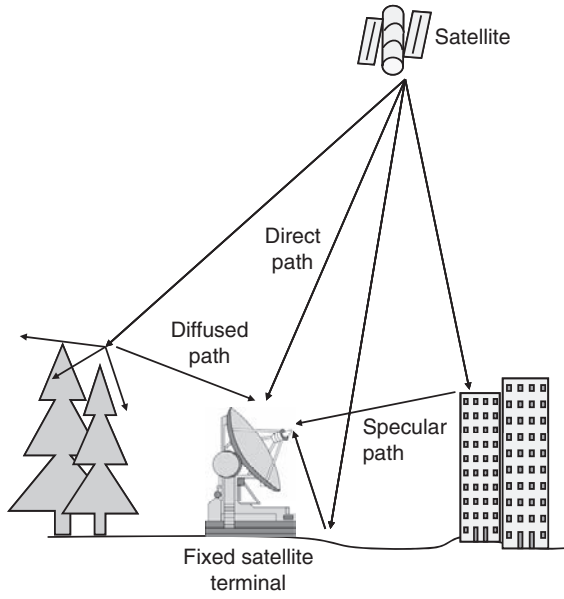 Satellite
Direct
path
Diffused
path
Specular
path
Fixed satellite
terminal